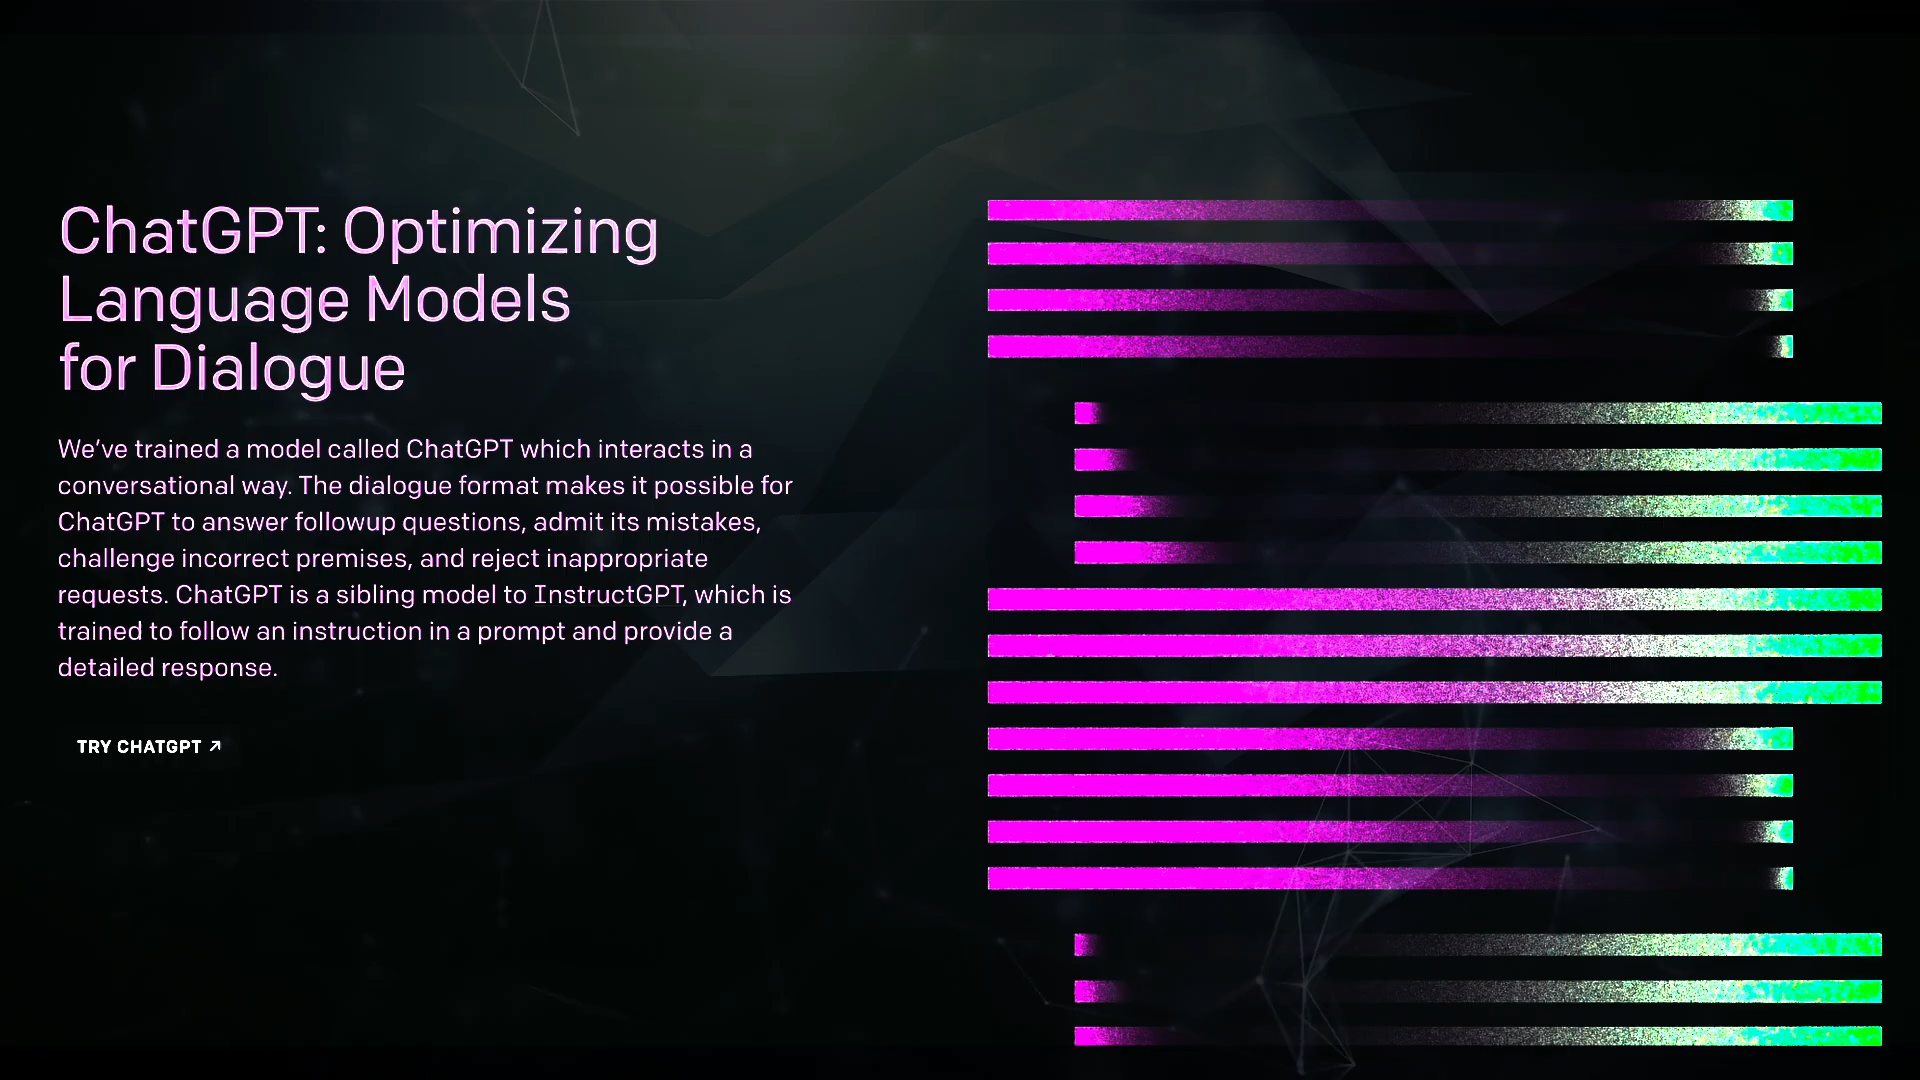 ChatGPT: Optimizing
Language Models
for Dialogue
We’ve trained a model called ChatGPT which interacts in a
conversational way. The dialogue format makes it possible for
ChatGPT to answer followup questions, admit its mistakes,
challenge incorrect premises, and reject inappropriate
requests. ChatGPT is a sibling model to InstructGPT, which is
trained to follow an instruction in a prompt and provide a
detailed response.
TRY CHATGPT ↗